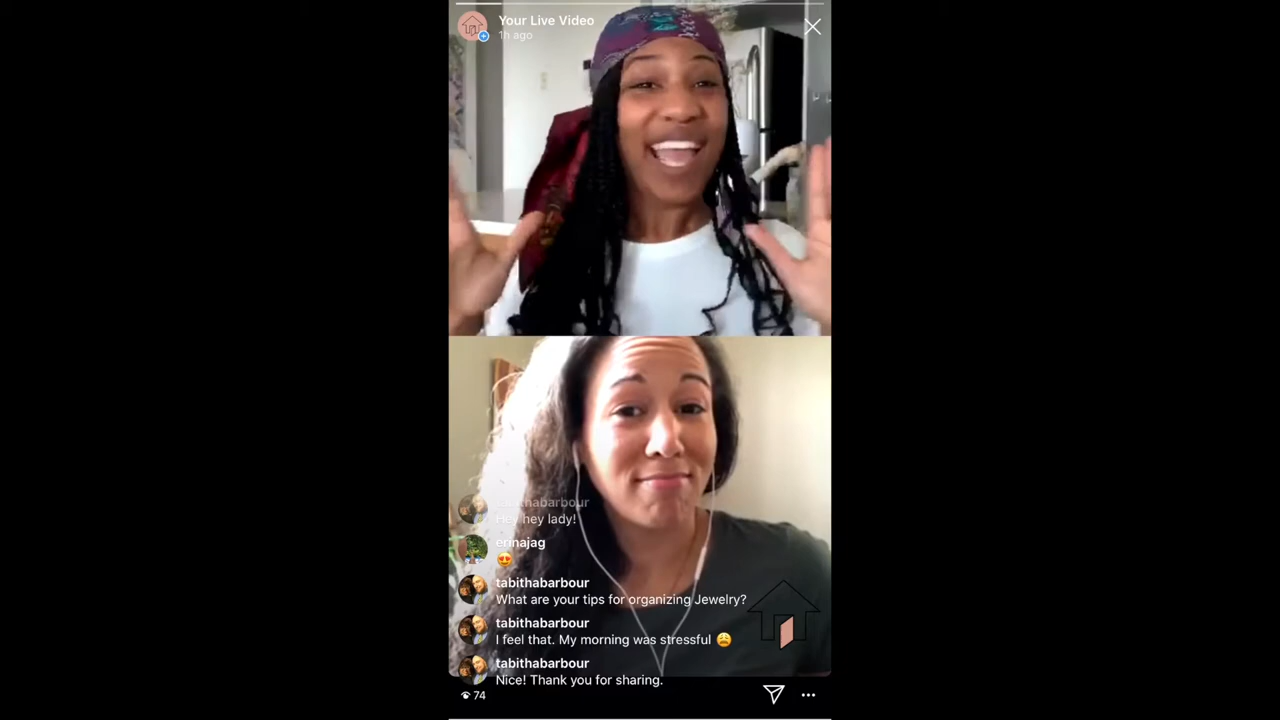 Your Live Video
1h ago
tabithabarbour
Hey hey lady!
erinajag
😍
tabithabarbour
What are your tips for organizing Jewelry?
tabithabarbour
I feel that. My morning was stressful 😩
tabithabarbour
Nice! Thank you for sharing.
74